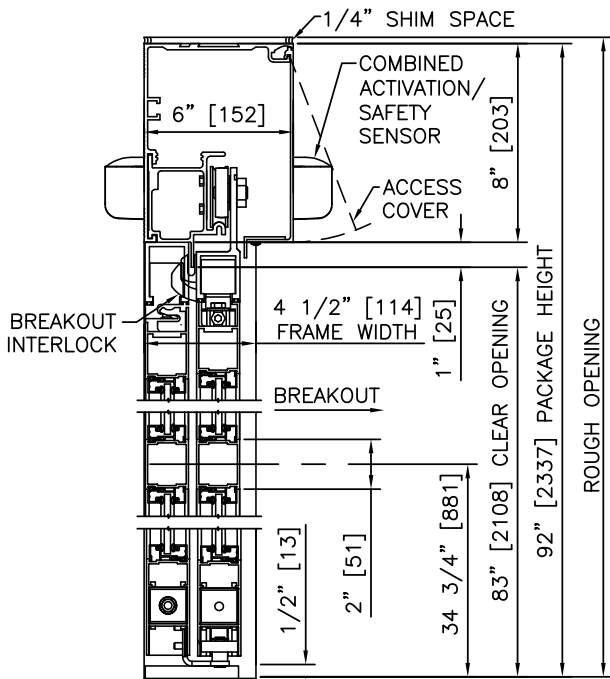 1/4” SHIM SPACE
COMBINED
ACTIVATION/
SAFETY
SENSOR
6” [152]
8” [203]
ACCESS
COVER
BREAKOUT
INTERLOCK
4 1/2” [114]
FRAME WIDTH
1” [25]
BREAKOUT
1/2” [13]
2” [51]
34 3/4” [881]
83” [2108] CLEAR OPENING
92” [2337] PACKAGE HEIGHT
ROUGH OPENING